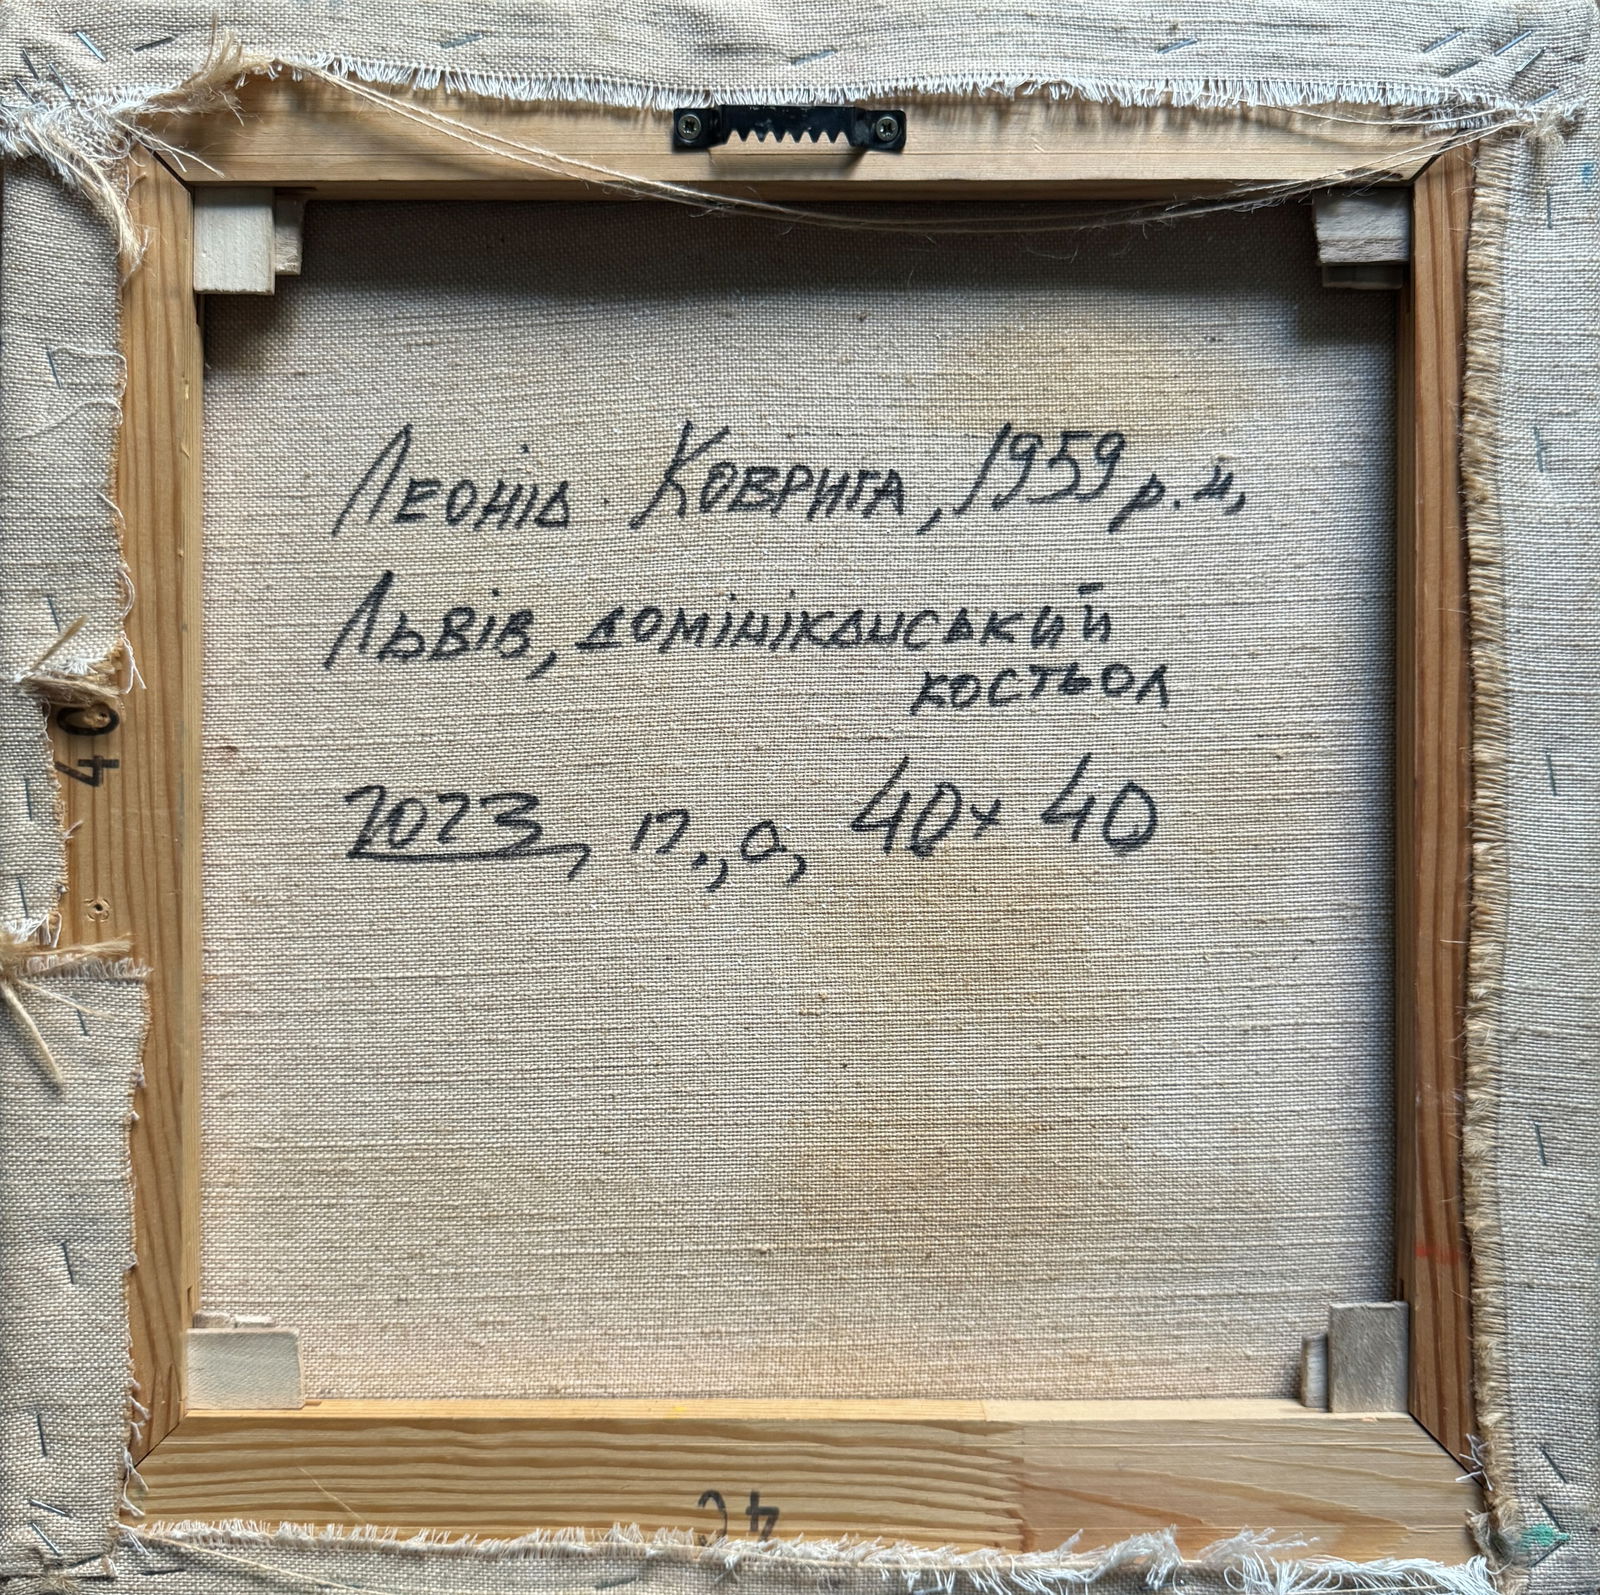 Леонід Коврига, 1959 р.н,
Львів, домініканський
костьол
2023, п.,о, 40х40
40
40